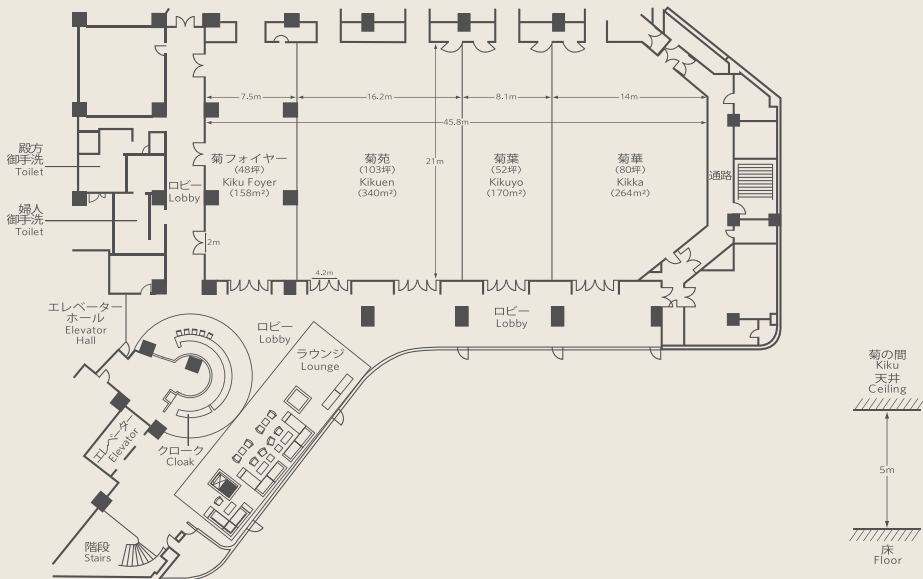 7.5m
16.2m
8.1m
14m
45.8m
21m
殿方
御手洗
Toilet
ロビー
Lobby
菊フォイヤー
(48坪)
Kiku Foyer
(158m²)
菊苑
(103坪)
Kikuen
(340m²)
菊葉
(52坪)
Kikuyo
(170m²)
菊華
(80坪)
Kikka
(264m²)
通路
婦人
御手洗
Toilet
2m
4.2m
エレベーター
ホール
Elevator
Hall
ロビー
Lobby
ロビー
Lobby
ラウンジ
Lounge
クローク
Cloak
エレベーター
Elevator
階段
Stairs
菊の間
Kiku
天井
Ceiling
5m
床
Floor